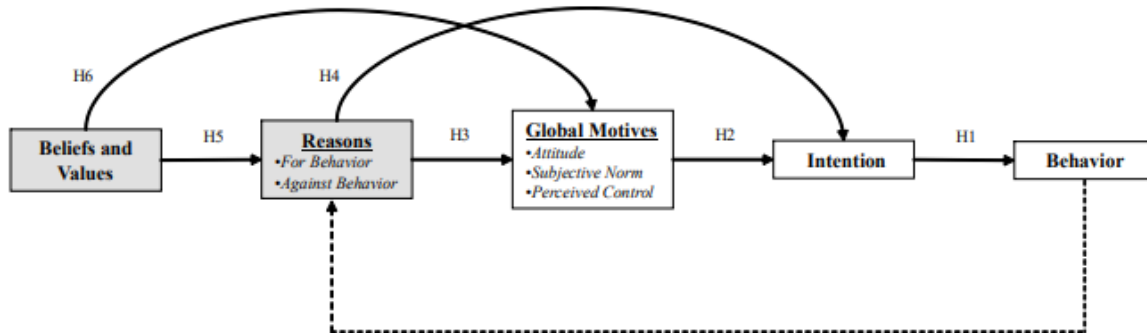 H6
H4
Beliefs and
Values
H5
Reasons
•For Behavior
•Against Behavior
H3
Global Motives
•Attitude
•Subjective Norm
•Perceived Control
H2
Intention
H1
Behavior